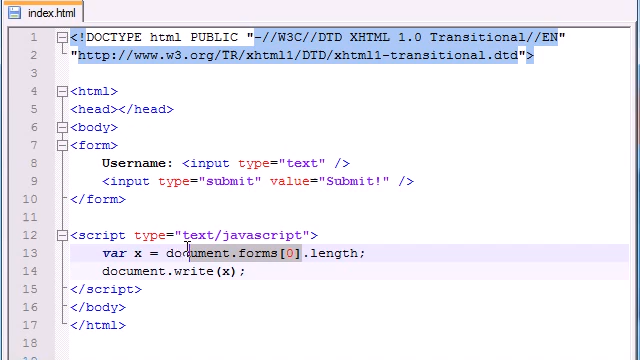 index.html
1 <!DOCTYPE html PUBLIC "-//W3C//DTD XHTML 1.0 Transitional//EN"
2 "http://www.w3.org/TR/xhtml1/DTD/xhtml1-transitional.dtd">
3
4 <html>
5 <head></head>
6 <body>
7 <form>
8 Username: <input type="text" />
9 <input type="submit" value="Submit!" />
10 </form>
11
12 <script type="text/javascript">
13 var x = document.forms[0].length;
14 document.write(x);
15 </script>
16 </body>
17 </html>
18